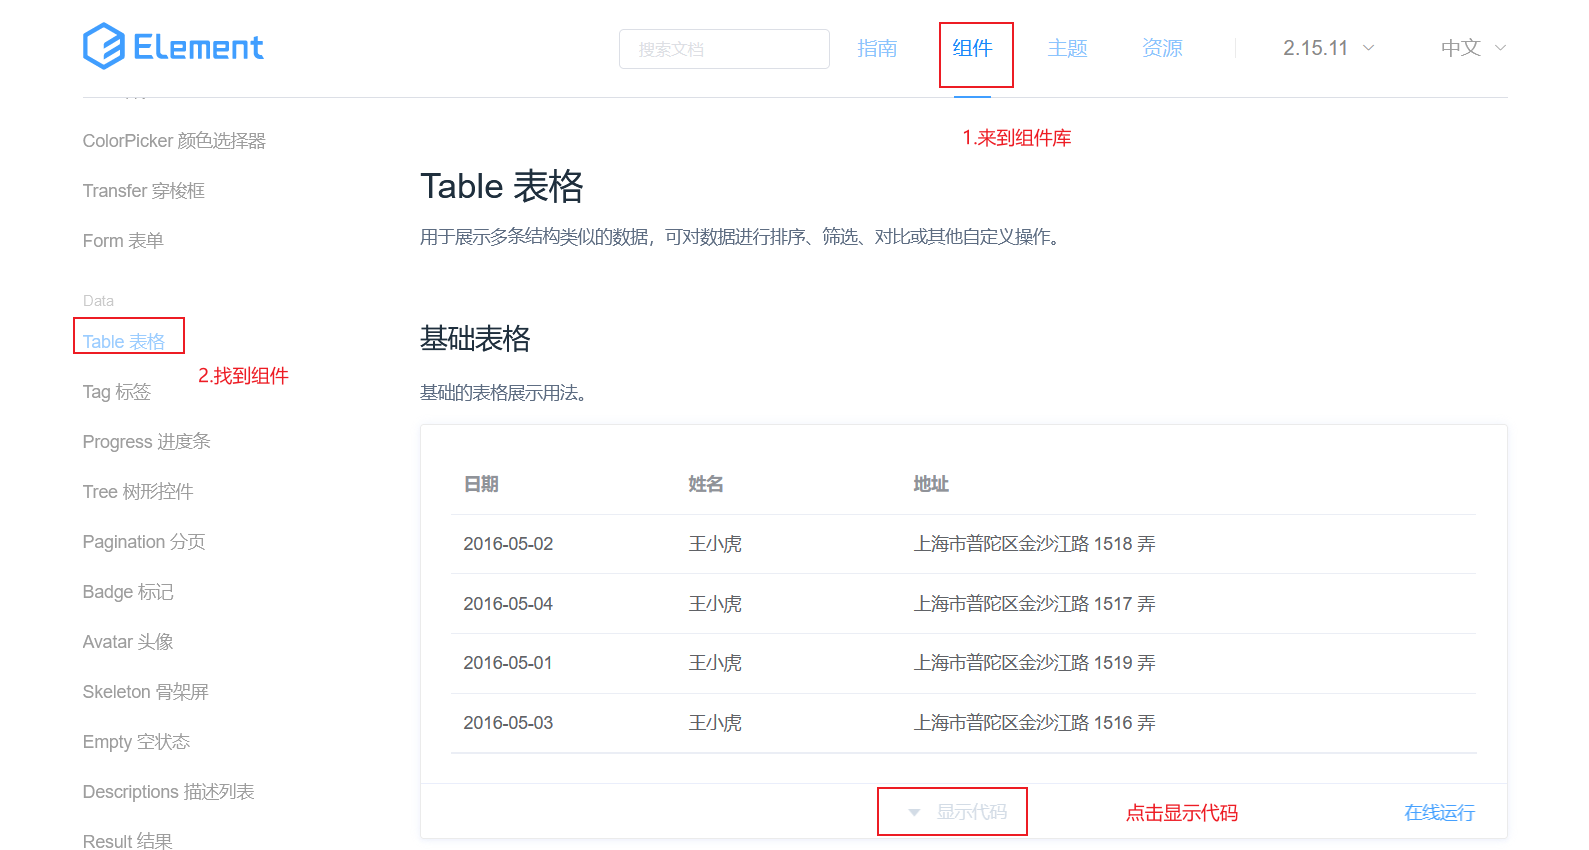 Element
搜索文档
指南
组件
主题
资源
2.15.11
中文
1.来到组件库
ColorPicker 颜色选择器
Transfer 穿梭框
Form 表单
Data
Table 表格
2.找到组件
Tag 标签
Progress 进度条
Tree 树形控件
Pagination 分页
Badge 标记
Avatar 头像
Skeleton 骨架屏
Empty 空状态
Descriptions 描述列表
Result 结果
Table 表格
用于展示多条结构类似的数据，可对数据进行排序、筛选、对比或其他自定义操作。
基础表格
基础的表格展示用法。
日期 姓名 地址
2016-05-02 王小虎 上海市普陀区金沙江路 1518 弄
2016-05-04 王小虎 上海市普陀区金沙江路 1517 弄
2016-05-01 王小虎 上海市普陀区金沙江路 1519 弄
2016-05-03 王小虎 上海市普陀区金沙江路 1516 弄
显示代码
点击显示代码
在线运行